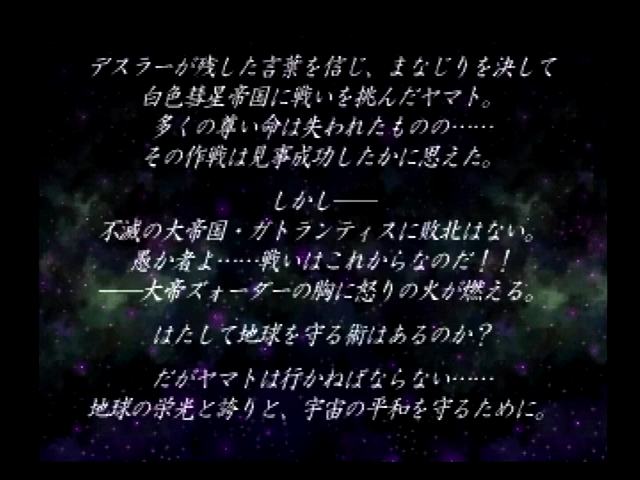 デスラーが残した言葉を信じ、まなじりを決して
白色彗星帝国に戦いを挑んだヤマト。
多くの尊い命は失われたものの……
その作戦は見事成功したかに思えた。
しかし――
不滅の大帝国・ガトランティスに敗北はない。
愚か者よ……戦いはこれからなのだ！！
――大帝ズォーダーの胸に怒りの火が燃える。
はたして地球を守る術はあるのか？
だがヤマトは行かねばならない……
地球の栄光と誇りと、宇宙の平和を守るために。